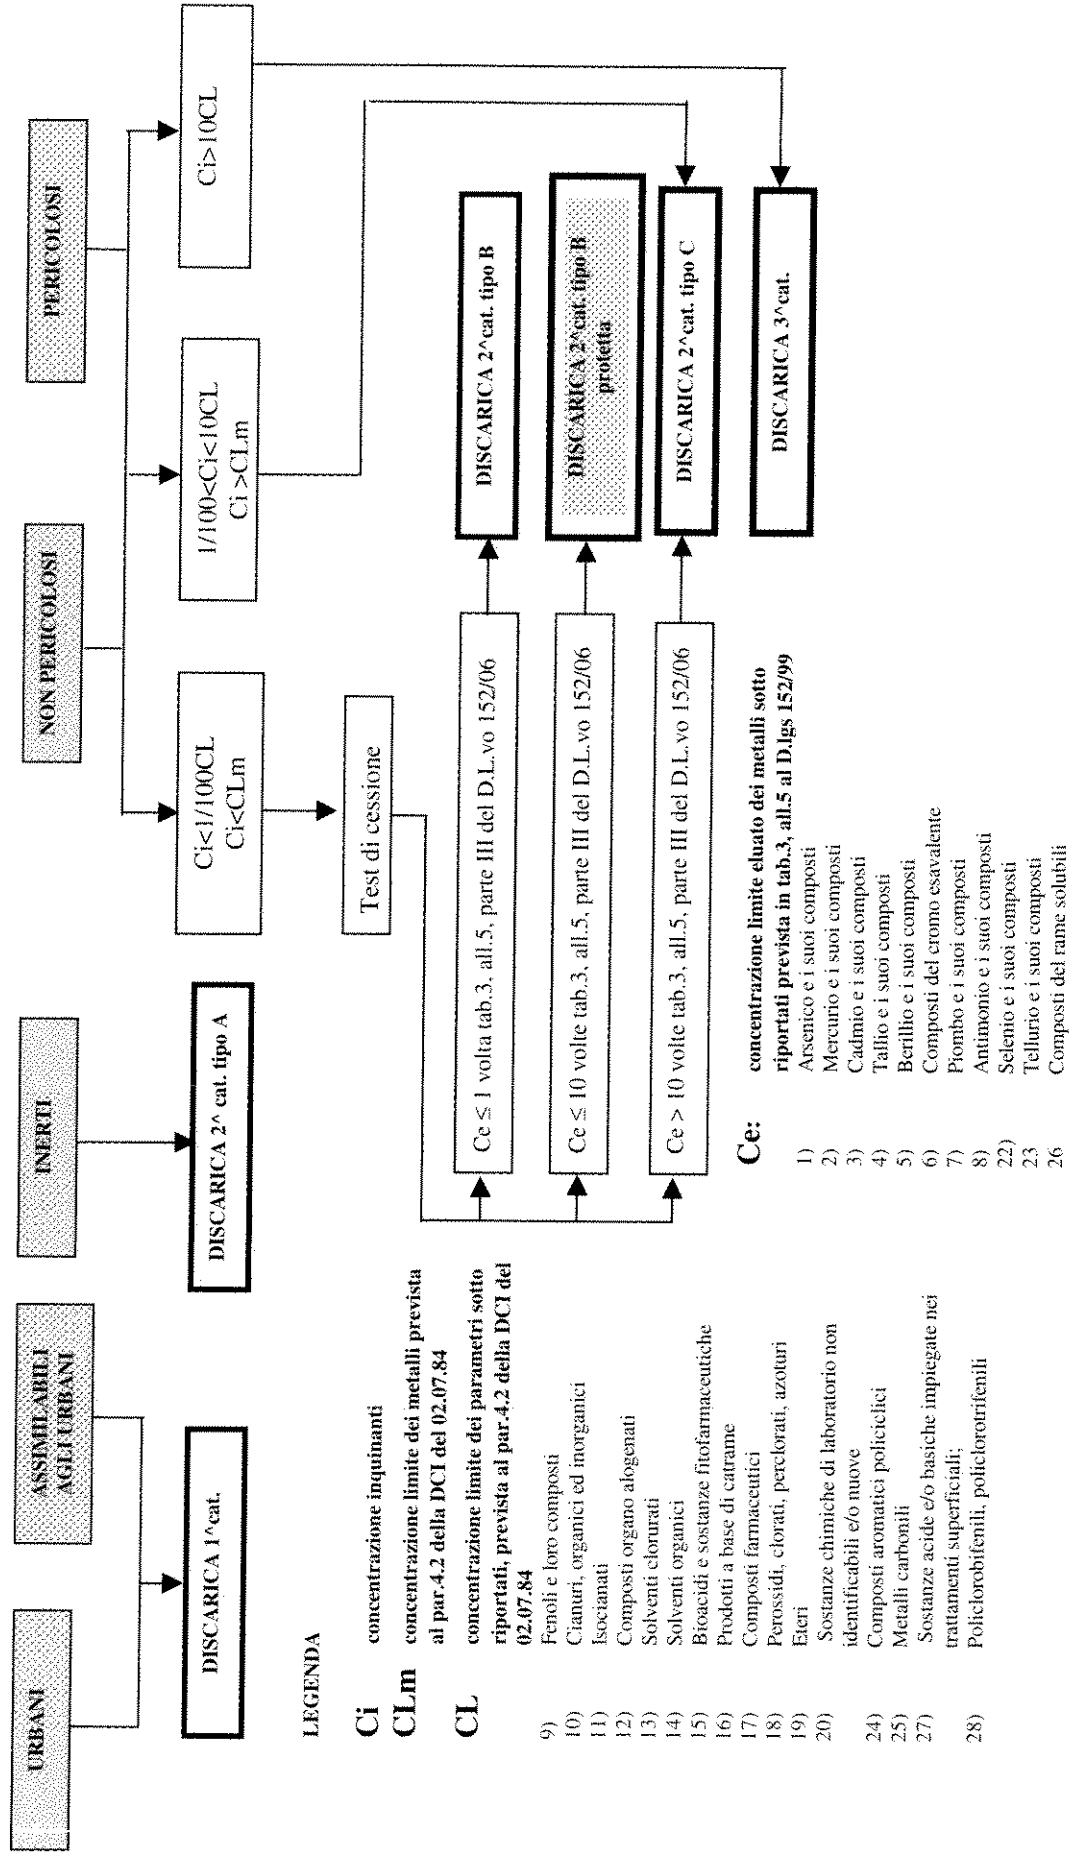 URBANI
ASSIMILABILI
AGLI URBANI
INERTI
NON PERICOLOSI
PERICOLOSI
DISCARICA 1^cat.
DISCARICA 2^ cat. tipo A
Ci<1/100CL
Ci<CLm
1/100<Ci<10CL
Ci >CLm
Ci>10CL
Test di cessione
Ce ≤ 1 volta tab.3, all.5, parte III del D.L.vo 152/06
DISCARICA 2^cat. tipo B
Ce ≤ 10 volte tab.3, all.5, parte III del D.L.vo 152/06
DISCARICA 2^cat. tipo B
protetta
Ce > 10 volte tab.3, all.5, parte III del D.L.vo 152/06
DISCARICA 2^cat. tipo C
DISCARICA 3^cat.
LEGENDA
Ci concentrazione inquinanti
CLm concentrazione limite dei metalli prevista
al par.4.2 della DCI del 02.07.84
CL concentrazione limite dei parametri sotto
riportati, prevista al par.4.2 della DCI del
02.07.84
9) Fenoli e loro composti
10) Cianuri, organici ed inorganici
11) Isocianati
12) Composti organo alogenati
13) Solventi clorurati
14) Solventi organici
15) Bioacidi e sostanze fitofarmaceutiche
16) Prodotti a base di catrame
17) Composti farmaceutici
18) Perossidi, clorati, perclorati, azoturi
19) Eteri
20) Sostanze chimiche di laboratorio non
identificabili e/o nuove
24) Composti aromatici policiclici
25) Metalli carbonili
27) Sostanze acide e/o basiche impiegate nei
trattamenti superficiali;
28) Policlorobifenili, policlorotrifenili
Ce: concentrazione limite eluato dei metalli sotto
riportati prevista in tab.3, all.5 al D.lgs 152/99
1) Arsenico e i suoi composti
2) Mercurio e i suoi composti
3) Cadmio e i suoi composti
4) Tallio e i suoi composti
5) Berillio e i suoi composti
6) Composti del cromo esavalente
7) Piombo e i suoi composti
8) Antimonio e i suoi composti
22) Selenio e i suoi composti
23 Tellurio e i suoi composti
26 Composti del rame solubili